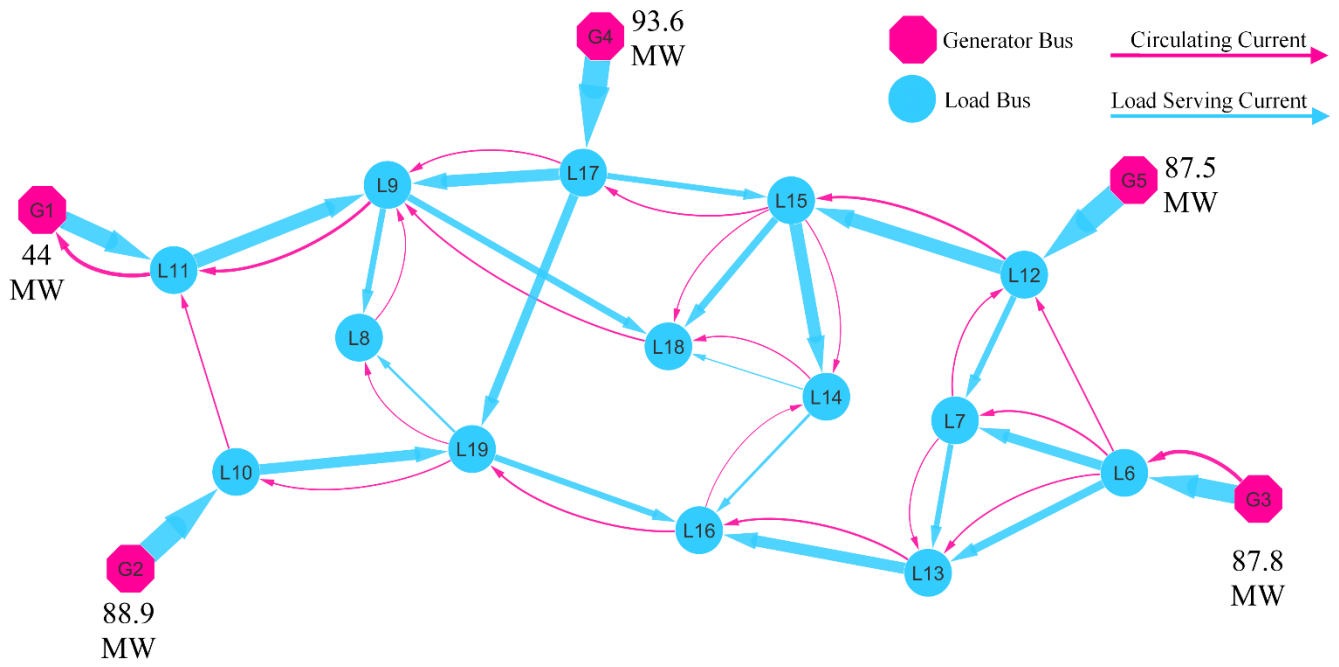 G4
93.6
MW
Generator Bus
Circulating Current
Load Bus
Load Serving Current
L17
L9
G5
87.5
MW
L15
G1
44
MW
L11
L12
L8
L18
L14
L7
L19
L10
L6
G3
87.8
MW
L16
L13
G2
88.9
MW